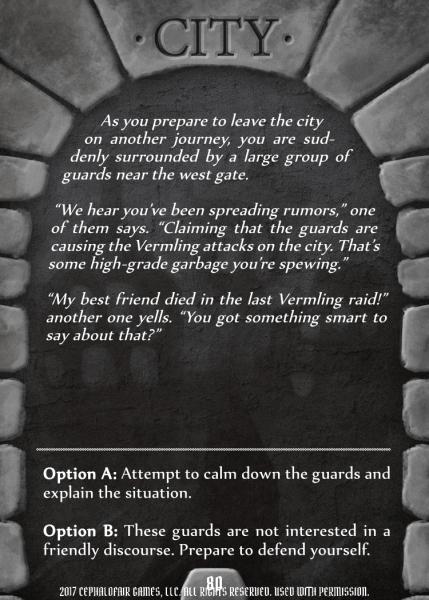 · CITY ·
As you prepare to leave the city
on another journey, you are sud-
denly surrounded by a large group of
guards near the west gate.
“We hear you’ve been spreading rumors,” one
of them says. “Claiming that the guards are
causing the Vermling attacks on the city. That’s
some high-grade garbage you’re spewing.”
“My best friend died in the last Vermling raid!”
another one yells. “You got something smart to
say about that?”
Option A: Attempt to calm down the guards and
explain the situation.
Option B: These guards are not interested in a
friendly discourse. Prepare to defend yourself.
80
2017 CEPHALOFAIR GAMES, LLC. ALL RIGHTS RESERVED. USED WITH PERMISSION.